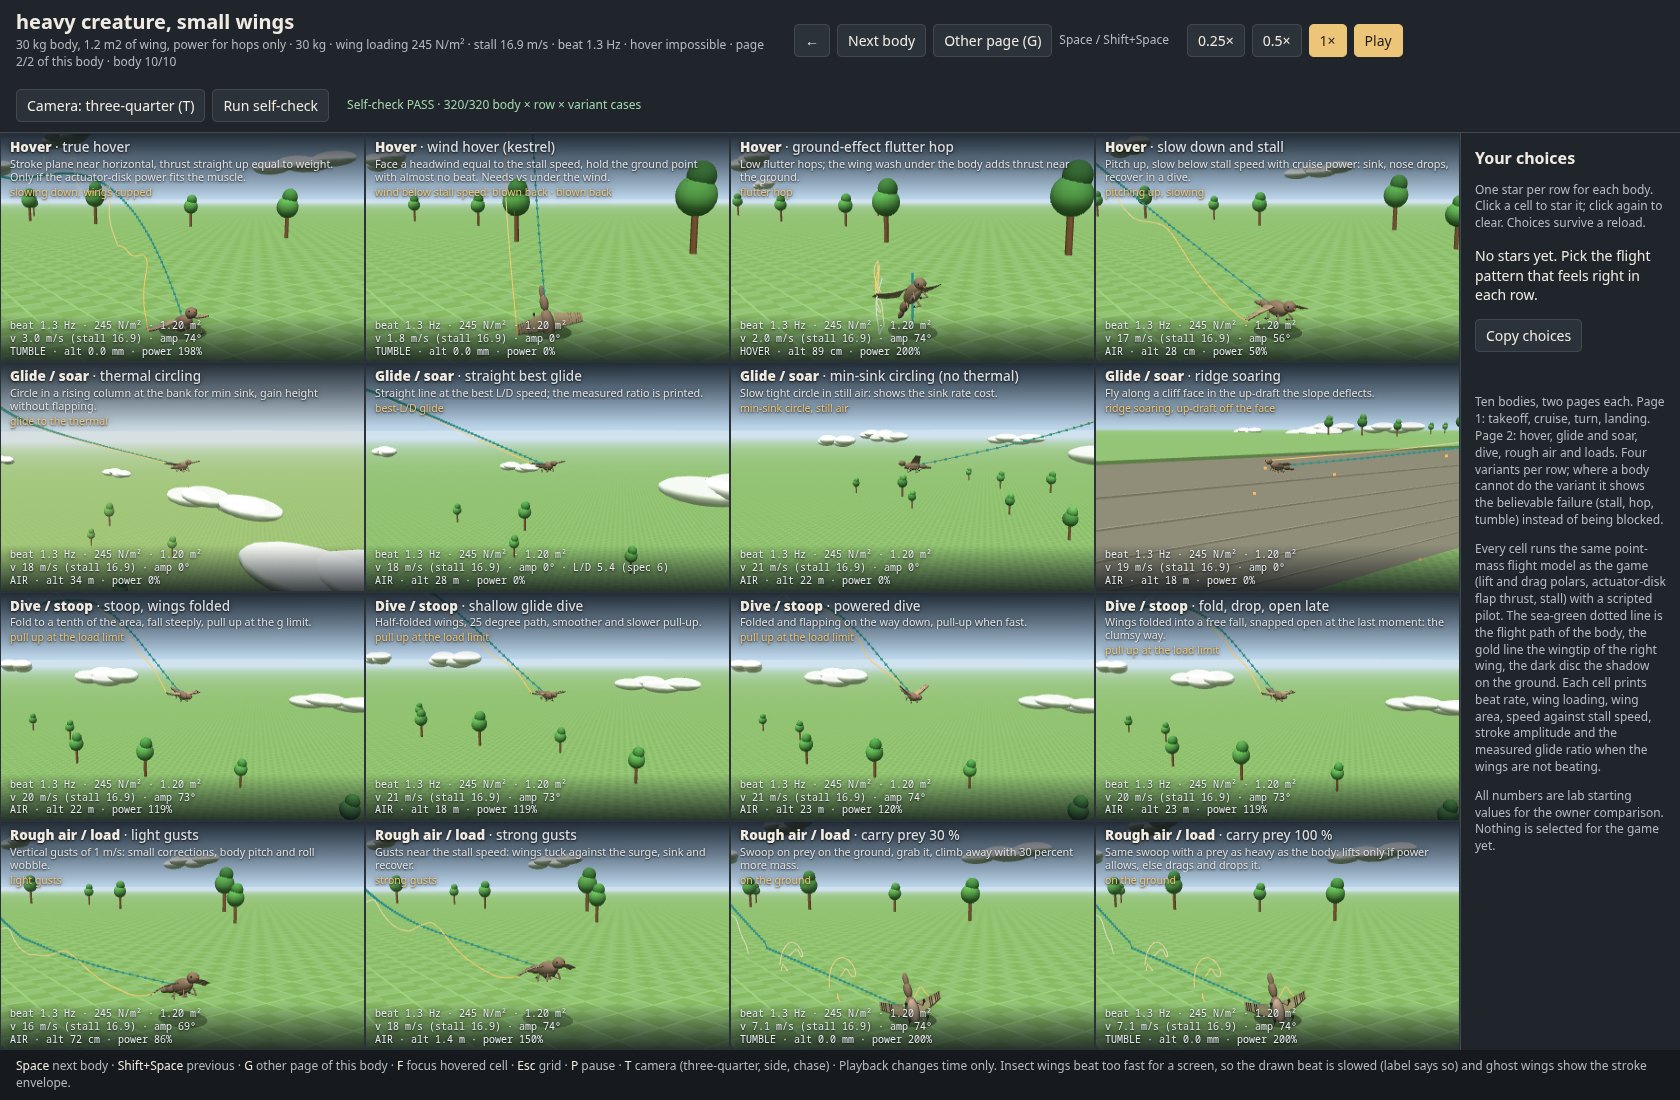 heavy creature, small wings
30 kg body, 1.2 m2 of wing, power for hops only · 30 kg · wing loading 245 N/m² · stall 16.9 m/s · beat 1.3 Hz · hover impossible · page
2/2 of this body · body 10/10
← Next body Other page (G) Space / Shift+Space 0.25× 0.5× 1× Play
Camera: three-quarter (T) Run self-check Self-check PASS · 320/320 body × row × variant cases
Hover · true hover
Stroke plane near horizontal, thrust straight up equal to weight.
Only if the actuator-disk power fits the muscle.
slowing down, wings cupped
beat 1.3 Hz · 245 N/m² · 1.20 m²
v 3.0 m/s (stall 16.9) · amp 74°
TUMBLE · alt 0.0 mm · power 198%
Hover · wind hover (kestrel)
Face a headwind equal to the stall speed, hold the ground point
with almost no beat. Needs vs under the wind.
wind below stall speed: blown back · blown back
beat 1.3 Hz · 245 N/m² · 1.20 m²
v 1.8 m/s (stall 16.9) · amp 0°
TUMBLE · alt 0.0 mm · power 0%
Hover · ground-effect flutter hop
Low flutter hops; the wing wash under the body adds thrust near
the ground.
flutter hop
beat 1.3 Hz · 245 N/m² · 1.20 m²
v 2.0 m/s (stall 16.9) · amp 74°
HOVER · alt 89 cm · power 200%
Hover · slow down and stall
Pitch up, slow below stall speed with cruise power: sink, nose drops,
recover in a dive.
pitching up, slowing
beat 1.3 Hz · 245 N/m² · 1.20 m²
v 17 m/s (stall 16.9) · amp 56°
AIR · alt 28 cm · power 50%
Glide / soar · thermal circling
Circle in a rising column at the bank for min sink, gain height
without flapping.
glide to the thermal
beat 1.3 Hz · 245 N/m² · 1.20 m²
v 18 m/s (stall 16.9) · amp 0°
AIR · alt 34 m · power 0%
Glide / soar · straight best glide
Straight line at the best L/D speed; the measured ratio is printed.
best-L/D glide
beat 1.3 Hz · 245 N/m² · 1.20 m²
v 18 m/s (stall 16.9) · amp 0° · L/D 5.4 (spec 6)
AIR · alt 28 m · power 0%
Glide / soar · min-sink circling (no thermal)
Slow tight circle in still air: shows the sink rate cost.
min-sink circle, still air
beat 1.3 Hz · 245 N/m² · 1.20 m²
v 21 m/s (stall 16.9) · amp 0°
AIR · alt 22 m · power 0%
Glide / soar · ridge soaring
Fly along a cliff face in the up-draft the slope deflects.
ridge soaring, up-draft off the face
beat 1.3 Hz · 245 N/m² · 1.20 m²
v 19 m/s (stall 16.9) · amp 0°
AIR · alt 18 m · power 0%
Dive / stoop · stoop, wings folded
Fold to a tenth of the area, fall steeply, pull up at the g limit.
pull up at the load limit
beat 1.3 Hz · 245 N/m² · 1.20 m²
v 20 m/s (stall 16.9) · amp 73°
AIR · alt 22 m · power 119%
Dive / stoop · shallow glide dive
Half-folded wings, 25 degree path, smoother and slower pull-up.
pull up at the load limit
beat 1.3 Hz · 245 N/m² · 1.20 m²
v 21 m/s (stall 16.9) · amp 73°
AIR · alt 18 m · power 119%
Dive / stoop · powered dive
Folded and flapping on the way down, pull-up when fast.
pull up at the load limit
beat 1.3 Hz · 245 N/m² · 1.20 m²
v 21 m/s (stall 16.9) · amp 74°
AIR · alt 23 m · power 120%
Dive / stoop · fold, drop, open late
Wings folded into a free fall, snapped open at the last moment: the
clumsy way.
pull up at the load limit
beat 1.3 Hz · 245 N/m² · 1.20 m²
v 20 m/s (stall 16.9) · amp 73°
AIR · alt 23 m · power 119%
Rough air / load · light gusts
Vertical gusts of 1 m/s: small corrections, body pitch and roll
wobble.
light gusts
beat 1.3 Hz · 245 N/m² · 1.20 m²
v 16 m/s (stall 16.9) · amp 69°
AIR · alt 72 cm · power 86%
Rough air / load · strong gusts
Gusts near the stall speed: wings tuck against the surge, sink and
recover.
strong gusts
beat 1.3 Hz · 245 N/m² · 1.20 m²
v 18 m/s (stall 16.9) · amp 74°
AIR · alt 1.4 m · power 150%
Rough air / load · carry prey 30 %
Swoop on prey on the ground, grab it, climb away with 30 percent
more mass.
on the ground
beat 1.3 Hz · 245 N/m² · 1.20 m²
v 7.1 m/s (stall 16.9) · amp 74°
TUMBLE · alt 0.0 mm · power 200%
Rough air / load · carry prey 100 %
Same swoop with a prey as heavy as the body: lifts only if power
allows, else drags and drops it.
on the ground
beat 1.3 Hz · 245 N/m² · 1.20 m²
v 7.1 m/s (stall 16.9) · amp 74°
TUMBLE · alt 0.0 mm · power 200%
Your choices
One star per row for each body.
Click a cell to star it; click again to
clear. Choices survive a reload.
No stars yet. Pick the flight
pattern that feels right in
each row.
Copy choices
Ten bodies, two pages each. Page
1: takeoff, cruise, turn, landing.
Page 2: hover, glide and soar,
dive, rough air and loads. Four
variants per row; where a body
cannot do the variant it shows
the believable failure (stall, hop,
tumble) instead of being blocked.
Every cell runs the same point-
mass flight model as the game
(lift and drag polars, actuator-disk
flap thrust, stall) with a scripted
pilot. The sea-green dotted line is
the flight path of the body, the
gold line the wingtip of the right
wing, the dark disc the shadow
on the ground. Each cell prints
beat rate, wing loading, wing
area, speed against stall speed,
stroke amplitude and the
measured glide ratio when the
wings are not beating.
All numbers are lab starting
values for the owner comparison.
Nothing is selected for the game
yet.
Space next body · Shift+Space previous · G other page of this body · F focus hovered cell · Esc grid · P pause · T camera (three-quarter, side, chase) · Playback changes time only. Insect wings beat too fast for a screen, so the drawn beat is slowed (label says so) and ghost wings show the stroke
envelope.